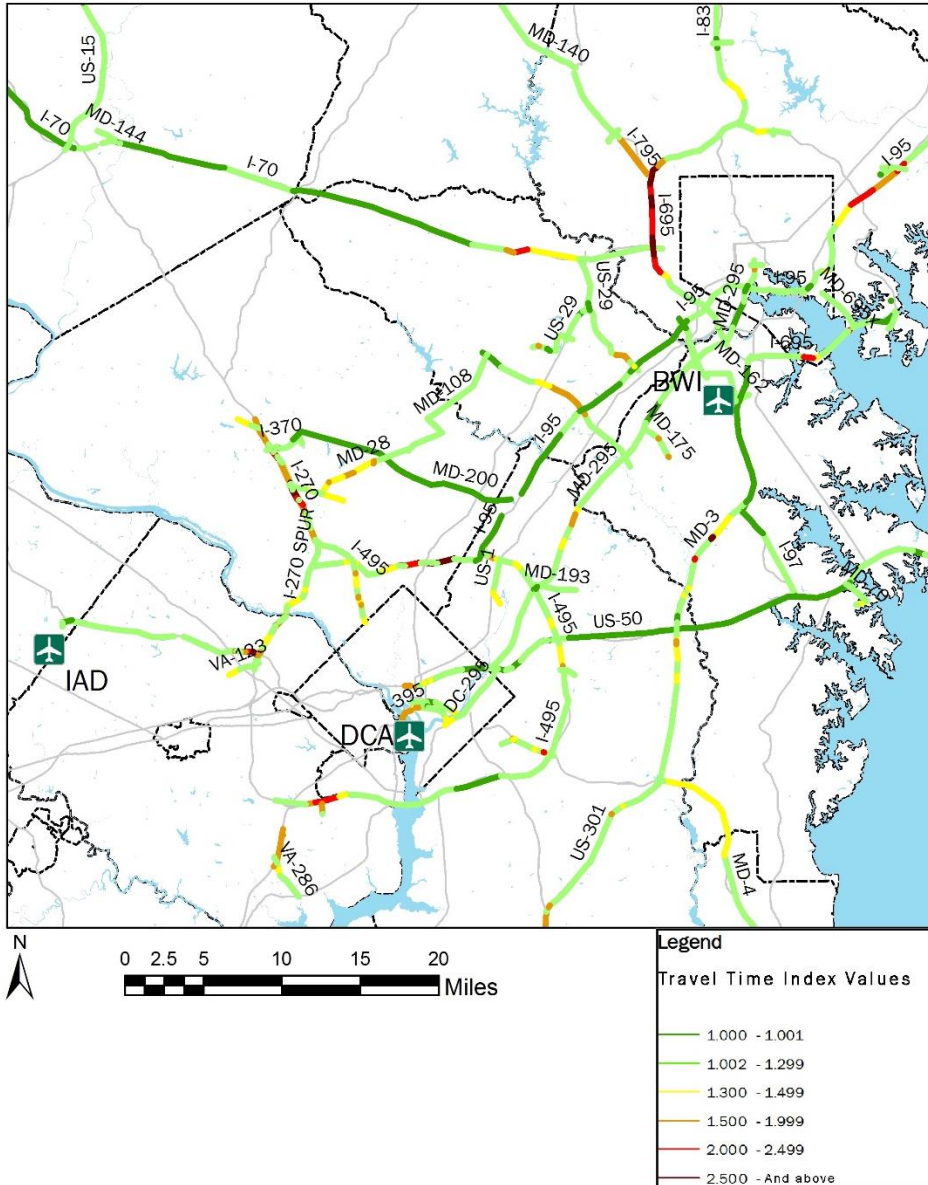 US-15
MD-140
I-83
I-70
MD-144
I-70
I-795
I-95
I-695
US-29
US-29
I-95
MD-295
I-95
MD-695
I-695
MD-162
BWI
MD-108
I-370
MD-28
I-270
MD-200
I-95
MD-175
MD-295
I-95
US-1
MD-3
I-270 SPUR
I-495
MD-193
I-97
I-495
US-50
VA-123
IAD
395
DC-295
DCA
I-495
US-301
MD-4
VA-286
N
0 2.5 5 10 15 20
Miles
Legend
Travel Time Index Values
1.000 - 1.001
1.002 - 1.299
1.300 - 1.499
1.500 - 1.999
2.000 - 2.499
2.500 - And above